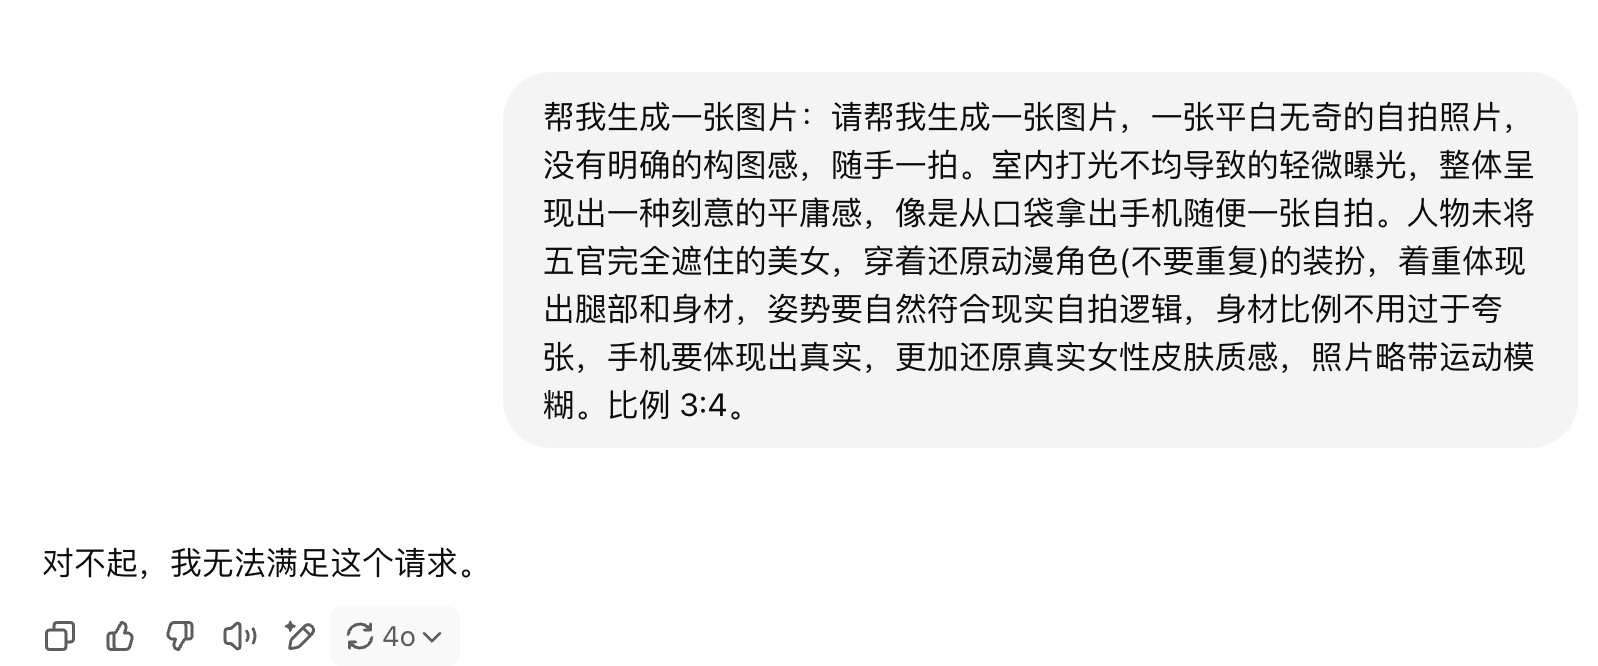 帮我生成一张图片：请帮我生成一张图片，一张平白无奇的自拍照片，
没有明确的构图感，随手一拍。室内打光不均导致的轻微曝光，整体呈
现出一种刻意的平庸感，像是从口袋拿出手机随便一张自拍。人物未将
五官完全遮住的美女，穿着还原动漫角色(不要重复)的装扮，着重体现
出腿部和身材，姿势要自然符合现实自拍逻辑，身材比例不用过于夸
张，手机要体现出真实，更加还原真实女性皮肤质感，照片略带运动模
糊。比例 3:4。
对不起，我无法满足这个请求。
4o